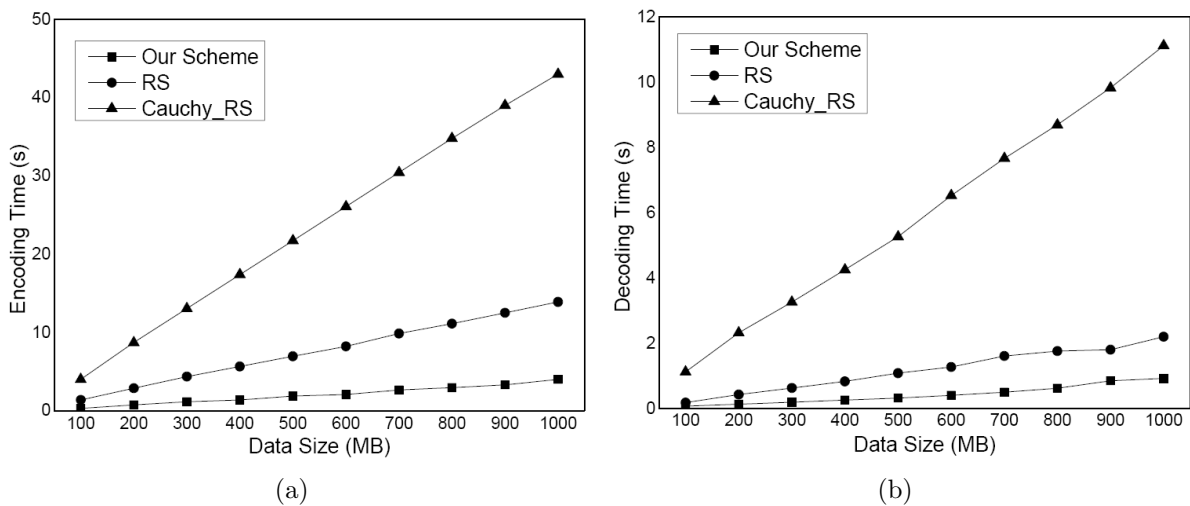 50
40
30
20
10
0
Encoding Time (s)
Our Scheme
RS
Cauchy_RS
100 200 300 400 500 600 700 800 900 1000
Data Size (MB)
(a)
12
10
8
6
4
2
0
Decoding Time (s)
Our Scheme
RS
Cauchy_RS
100 200 300 400 500 600 700 800 900 1000
Data Size (MB)
(b)